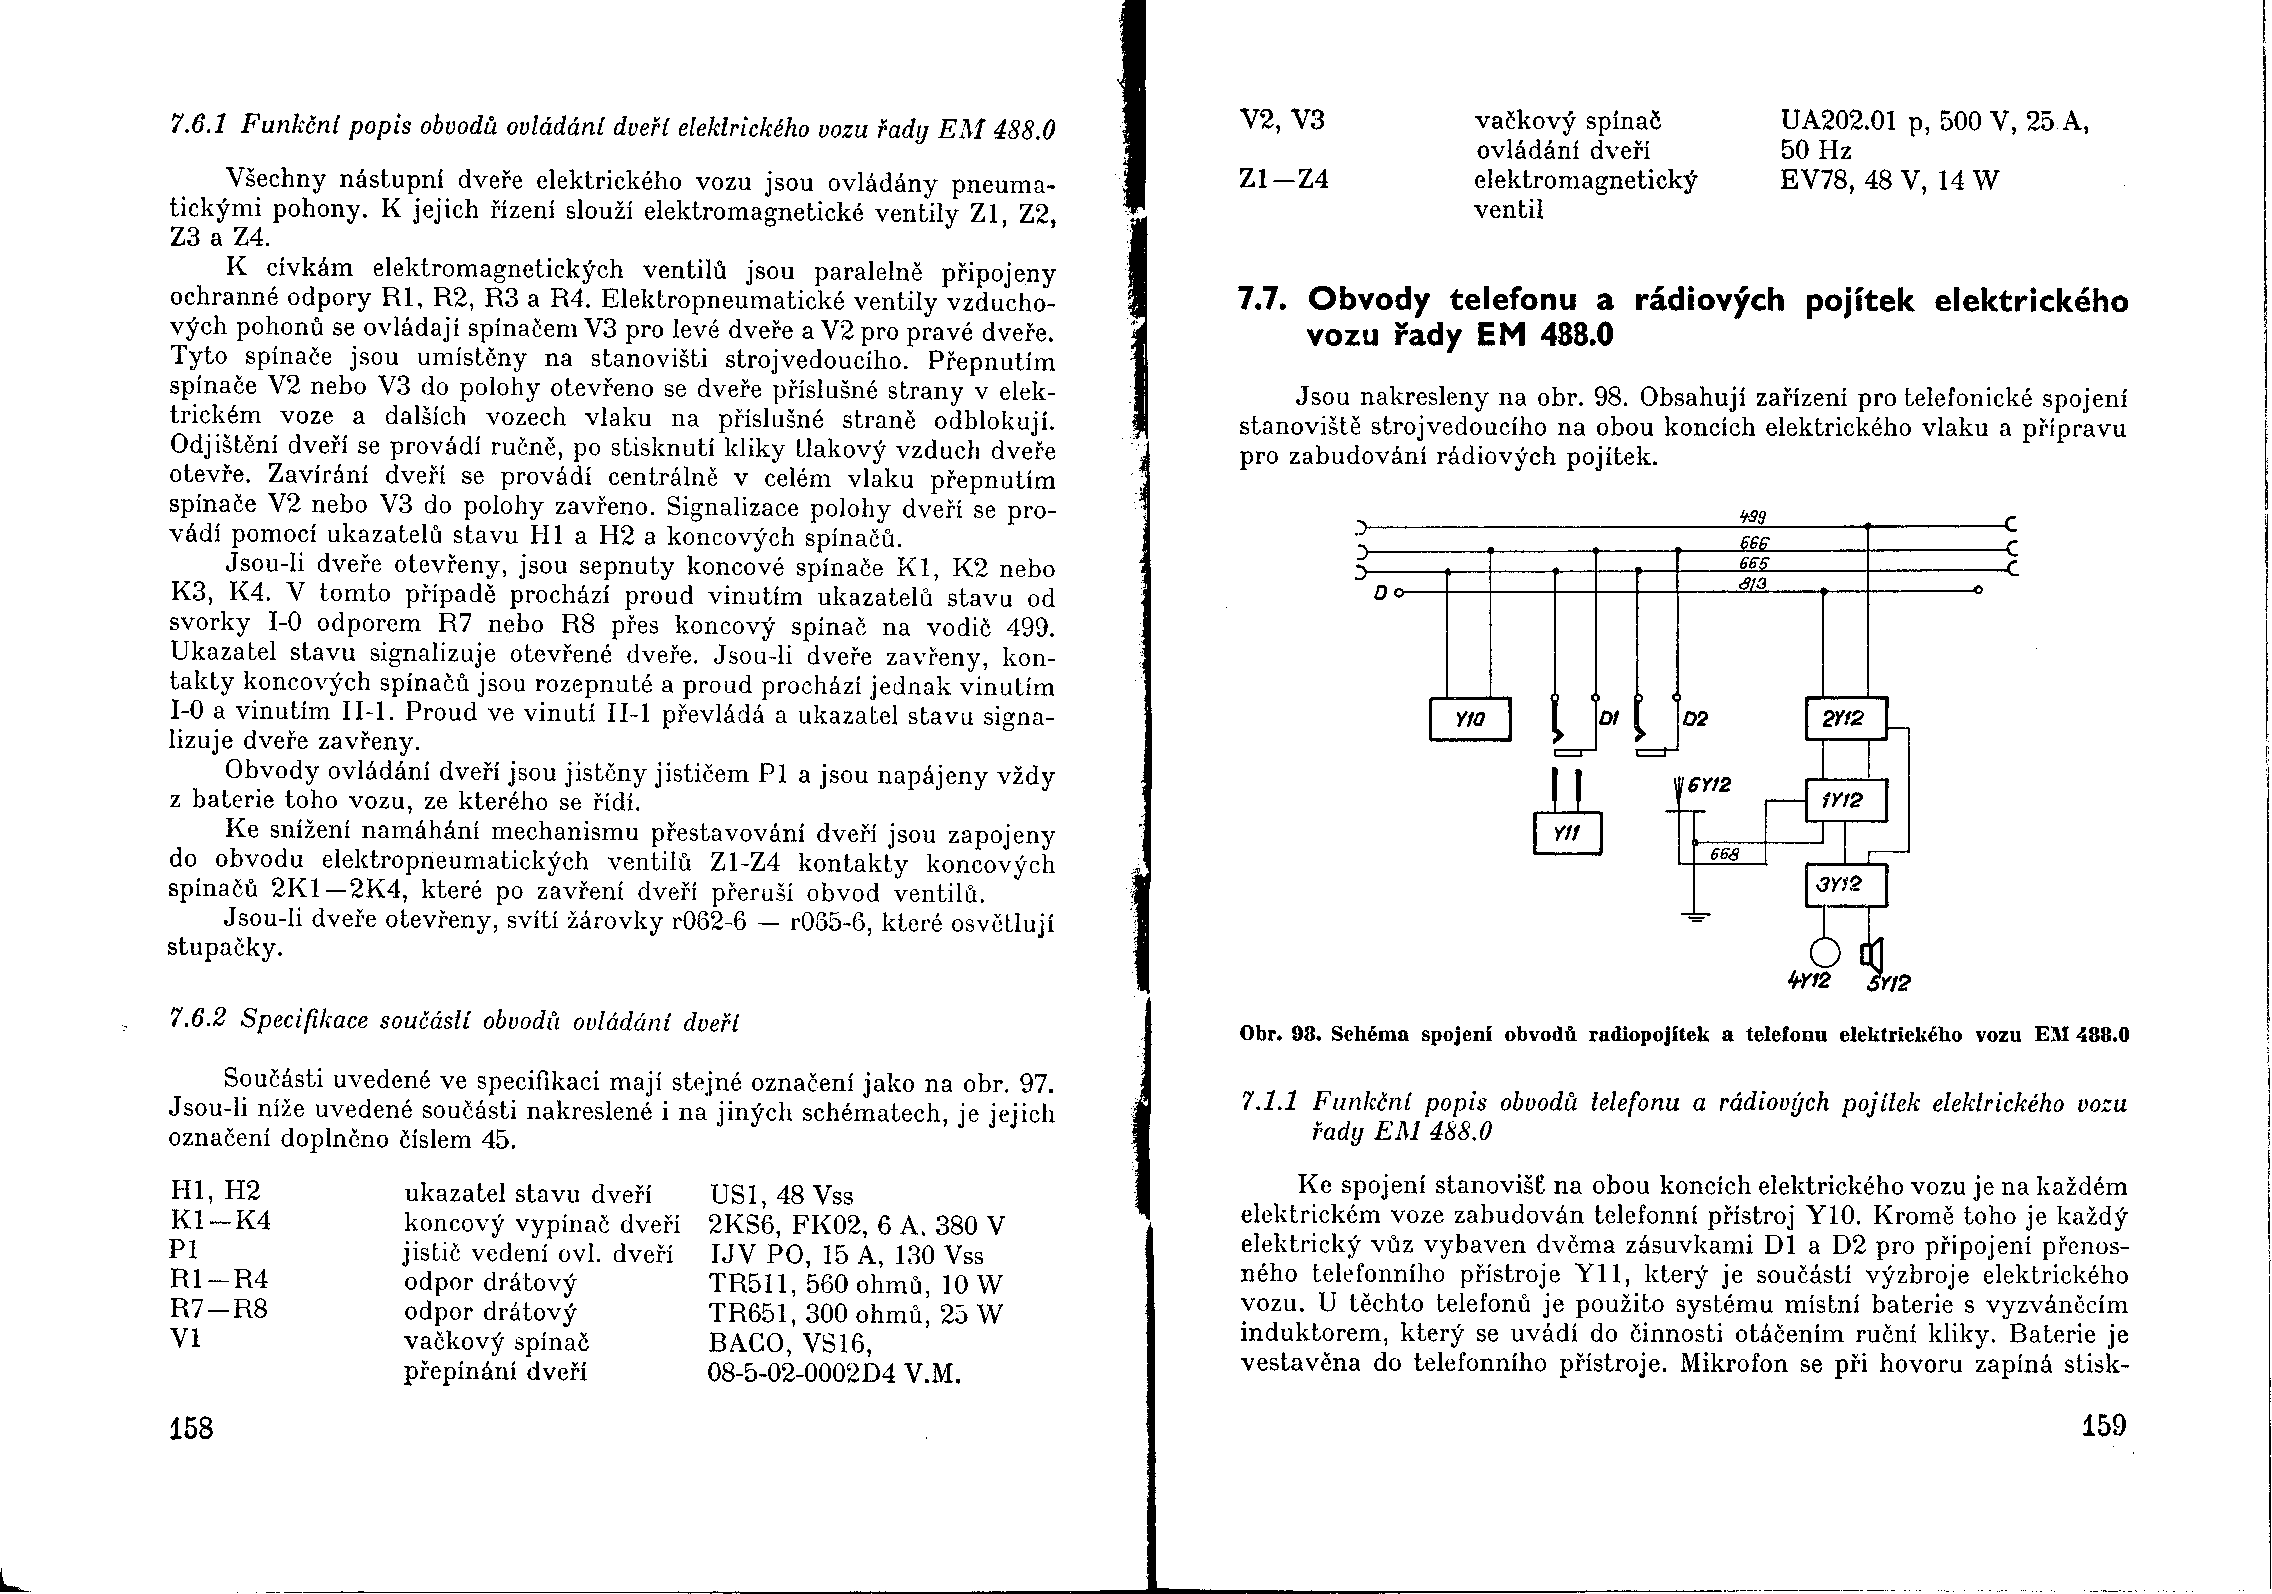 7.6.1 Funkční popis obvodů ovládání dveří elektrického vozu řady EM 488.0
Všechny nástupní dveře elektrického vozu jsou ovládány pneuma-
tickými pohony. K jejich řízení slouží elektromagnetické ventily Z1, Z2,
Z3 a Z4.
K cívkám elektromagnetických ventilů jsou paralelně připojeny
ochranné odpory R1, R2, R3 a R4. Elektropneumatické ventily vzducho-
vých pohonů se ovládají spínačem V3 pro levé dveře a V2 pro pravé dveře.
Tyto spínače jsou umístěny na stanovišti strojvedoucího. Přepnutím
spínače V2 nebo V3 do polohy otevřeno se dveře příslušné strany v elek-
trickém voze a dalších vozech vlaku na příslušné straně odblokují.
Odjištění dveří se provádí ručně, po stisknutí kliky tlakový vzduch dveře
otevře. Zavírání dveří se provádí centrálně v celém vlaku přepnutím
spínače V2 nebo V3 do polohy zavřeno. Signalizace polohy dveří se pro-
vádí pomocí ukazatelů stavu H1 a H2 a koncových spínačů.
Jsou-li dveře otevřeny, jsou sepnuty koncové spínače K1, K2 nebo
K3, K4. V tomto případě prochází proud vinutím ukazatelů stavu od
svorky I-0 odporem R7 nebo R8 přes koncový spínač na vodič 499.
Ukazatel stavu signalizuje otevřené dveře. Jsou-li dveře zavřeny, kon-
takty koncových spínačů jsou rozepnuté a proud prochází jednak vinutím
I-0 a vinutím II-1. Proud ve vinutí II-1 převládá a ukazatel stavu signa-
lizuje dveře zavřeny.
Obvody ovládání dveří jsou jištěny jističem P1 a jsou napájeny vždy
z baterie toho vozu, ze kterého se řídí.
Ke snížení namáhání mechanismu přestavování dveří jsou zapojeny
do obvodu elektropneumatických ventilů Z1-Z4 kontakty koncových
spínačů 2K1—2K4, které po zavření dveří přeruší obvod ventilů.
Jsou-li dveře otevřeny, svítí žárovky r062-6 — r065-6, které osvětlují
stupačky.
7.6.2 Specifikace součástí obvodů ovládání dveří
Součásti uvedené ve specifikaci mají stejné označení jako na obr. 97.
Jsou-li níže uvedené součásti nakreslené i na jiných schématech, je jejich
označení doplněno číslem 45.
H1, H2 ukazatel stavu dveří US1, 48 Vss
K1—K4 koncový vypínač dveří 2KS6, FK02, 6 A, 380 V
P1 jistič vedení ovl. dveří IJV PO, 15 A, 130 Vss
R1—R4 odpor drátový TR511, 560 ohmů, 10 W
R7—R8 odpor drátový TR651, 300 ohmů, 25 W
V1 vačkový spínač BACO, VS16,
přepínání dveří 08-5-02-0002D4 V.M.
158
V2, V3 vačkový spínač UA202.01 p, 500 V, 25 A,
ovládání dveří 50 Hz
Z1—Z4 elektromagnetický EV78, 48 V, 14 W
ventil
7.7. Obvody telefonu a rádiových pojítek elektrického
vozu řady EM 488.0
Jsou nakresleny na obr. 98. Obsahují zařízení pro telefonické spojení
stanoviště strojvedoucího na obou koncích elektrického vlaku a přípravu
pro zabudování rádiových pojítek.
499
666
665
D 813
Y10 D1 D2 2Y12
6Y12 1Y12
Y11
668
3Y12
4Y12 5Y12
Obr. 98. Schéma spojení obvodů radiopojítek a telefonu elektrického vozu EM 488.0
7.1.1 Funkční popis obvodů telefonu a rádiových pojítek elektrického vozu
řady EM 488.0
Ke spojení stanovišť na obou koncích elektrického vozu je na každém
elektrickém voze zabudován telefonní přístroj Y10. Kromě toho je každý
elektrický vůz vybaven dvěma zásuvkami D1 a D2 pro připojení přenos-
ného telefonního přístroje Y11, který je součástí výzbroje elektrického
vozu. U těchto telefonů je použito systému místní baterie s vyzváněcím
induktorem, který se uvádí do činnosti otáčením ruční kliky. Baterie je
vestavěna do telefonního přístroje. Mikrofon se při hovoru zapíná stisk-
159